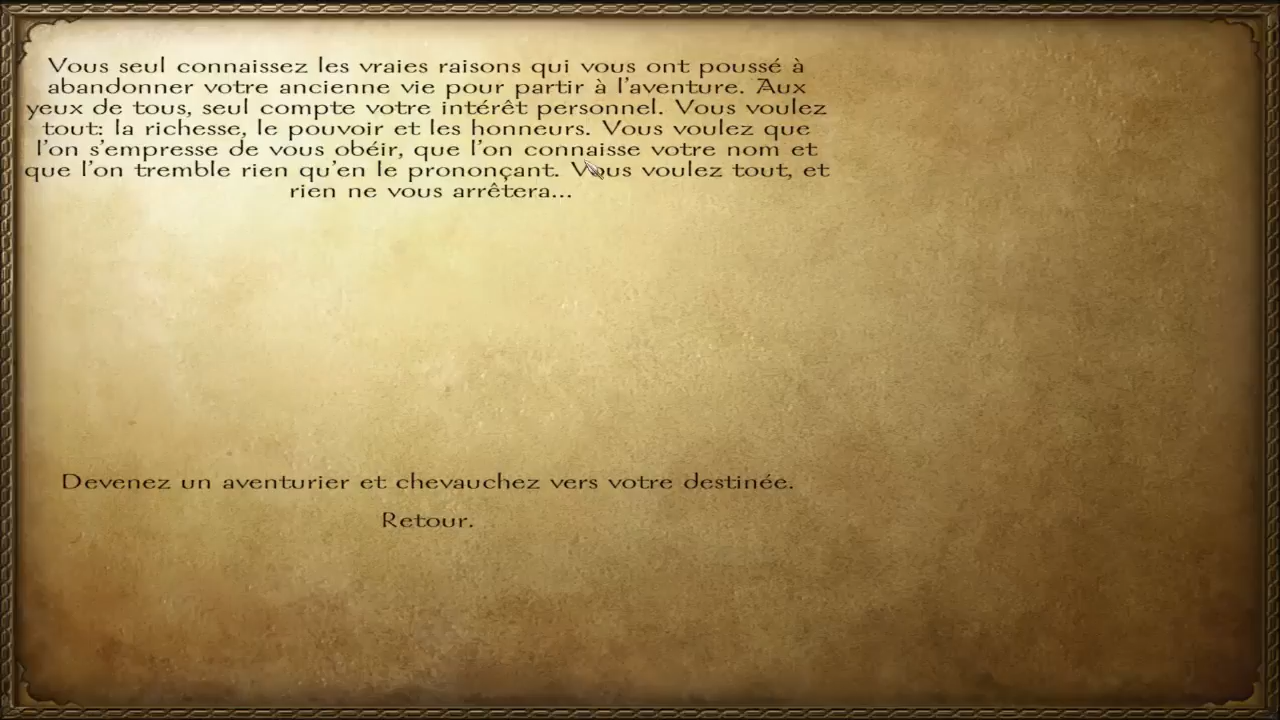 Vous seul connaissez les vraies raisons qui vous ont poussé à
abandonner votre ancienne vie pour partir à l'aventure. Aux
yeux de tous, seul compte votre intérêt personnel. Vous voulez
tout: la richesse, le pouvoir et les honneurs. Vous voulez que
l'on s'empresse de vous obéir, que l'on connaisse votre nom et
que l'on tremble rien qu'en le prononçant. Vous voulez tout, et
rien ne vous arrêtera...
Devenez un aventurier et chevauchez vers votre destinée.
Retour.